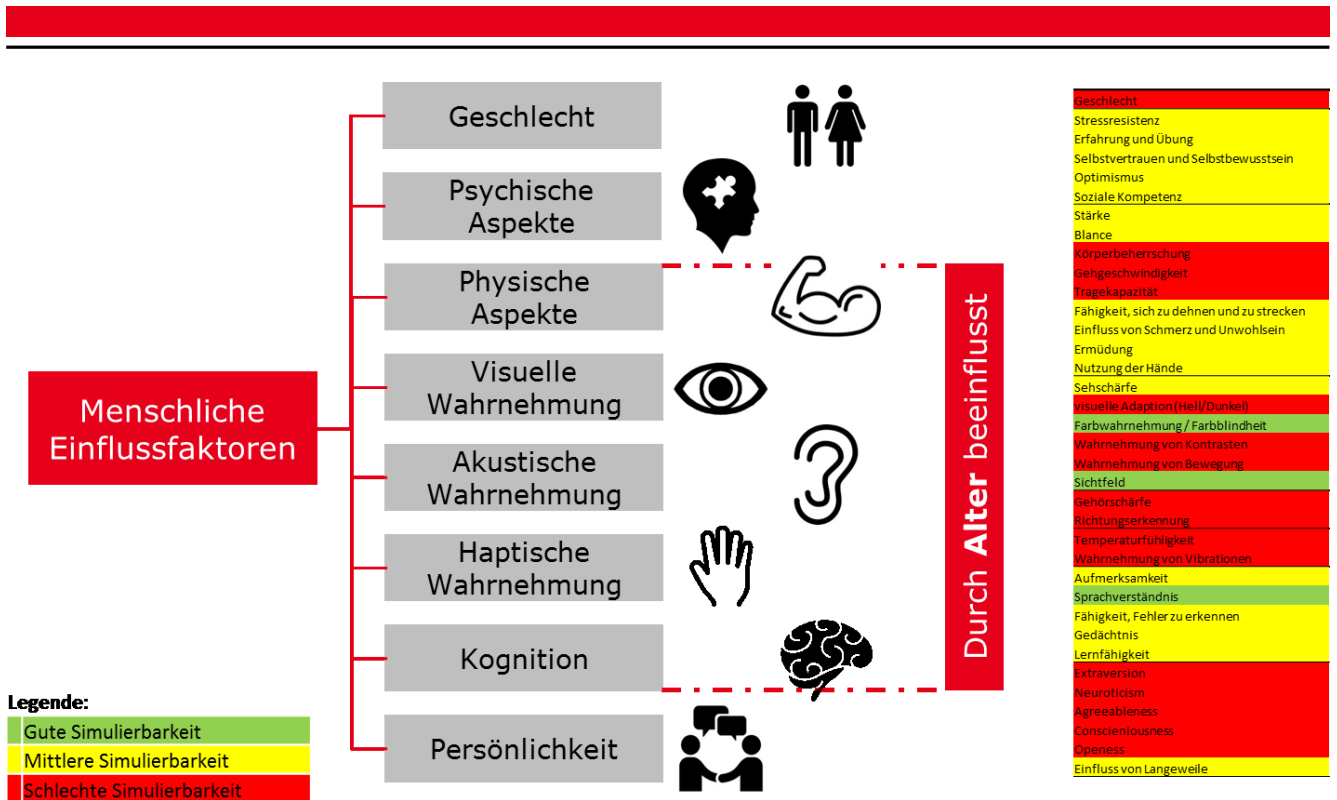 Menschliche
Einflussfaktoren
Geschlecht
Psychische
Aspekte
Physische
Aspekte
Visuelle
Wahrnehmung
Akustische
Wahrnehmung
Haptische
Wahrnehmung
Kognition
Persönlichkeit
Durch Alter beeinflusst
Geschlecht
Stressresistenz
Erfahrung und Übung
Selbstvertrauen und Selbstbewusstsein
Optimismus
Soziale Kompetenz
Stärke
Blance
Körperbeherrschung
Gehgeschwindigkeit
Tragekapazität
Fähigkeit, sich zu dehnen und zu strecken
Einfluss von Schmerz und Unwohlsein
Ermüdung
Nutzung der Hände
Sehschärfe
visuelle Adaption (Hell/Dunkel)
Farbwahrnehmung / Farbblindheit
Wahrnehmung von Kontrasten
Wahrnehmung von Bewegung
Sichtfeld
Gehörschärfe
Richtungserkennung
Temperaturfühligkeit
Wahrnehmung von Vibrationen
Aufmerksamkeit
Sprachverständnis
Fähigkeit, Fehler zu erkennen
Gedächtnis
Lernfähigkeit
Extraversion
Neuroticism
Agreeableness
Conscieniousness
Openess
Einfluss von Langeweile
Legende:
Gute Simulierbarkeit
Mittlere Simulierbarkeit
Schlechte Simulierbarkeit